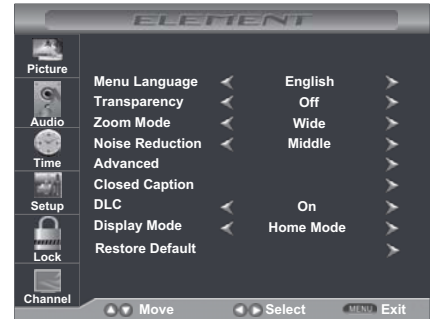 ELEMENT
Picture
Audio
Time
Setup
Lock
Channel
Menu Language English
Transparency Off
Zoom Mode Wide
Noise Reduction Middle
Advanced
Closed Caption
DLC On
Display Mode Home Mode
Restore Default
Move Select MENU Exit